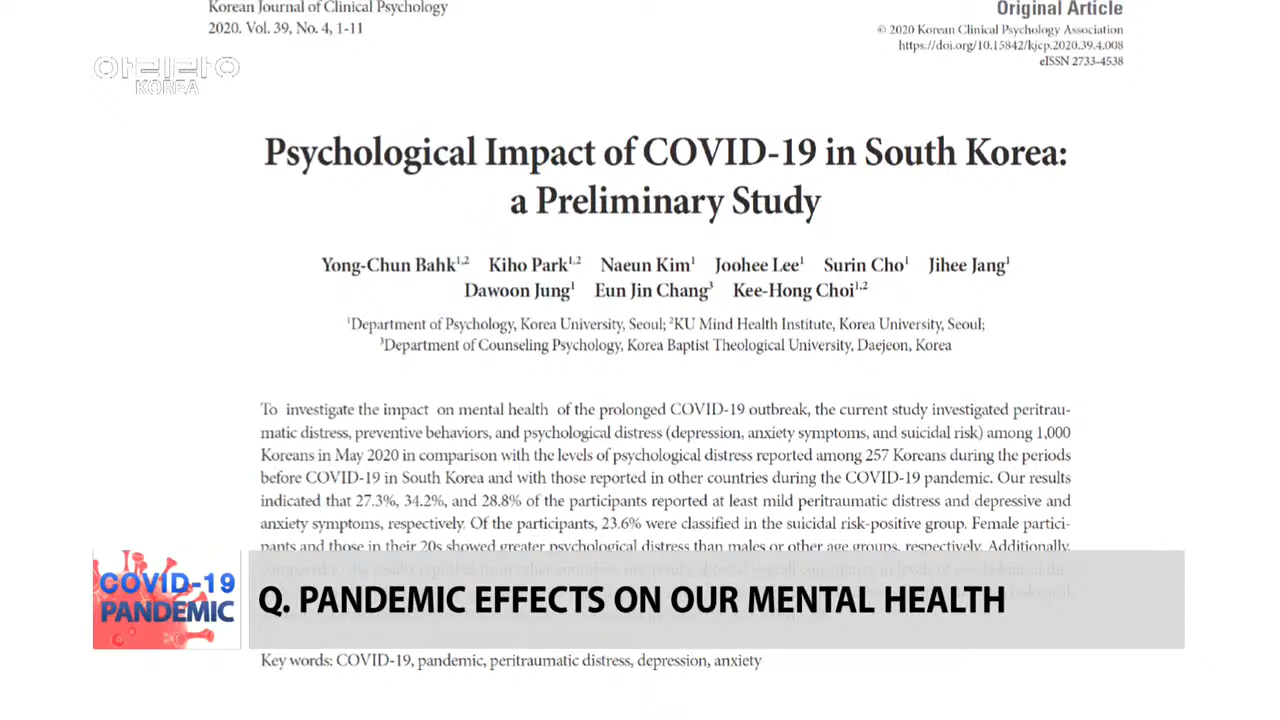 Korean Journal of Clinical Psychology
2020. Vol. 39, No. 4, 1-11
Original Article
© 2020 Korean Clinical Psychology Association
https://doi.org/10.15842/kjcp.2020.39.4.008
eISSN 2733-4538
아리라이
KOREA
Psychological Impact of COVID-19 in South Korea:
a Preliminary Study
Yong-Chun Bahk1,2 Kiho Park1,2 Naeun Kim1 Joohee Lee1 Surin Cho1 Jihee Jang1
Dawoon Jung1 Eun Jin Chang3 Kee-Hong Choi1,2
1Department of Psychology, Korea University, Seoul; 2KU Mind Health Institute, Korea University, Seoul;
3Department of Counseling Psychology, Korea Baptist Theological University, Daejeon, Korea
To investigate the impact on mental health of the prolonged COVID-19 outbreak, the current study investigated peritrau-
matic distress, preventive behaviors, and psychological distress (depression, anxiety symptoms, and suicidal risk) among 1,000
Koreans in May 2020 in comparison with the levels of psychological distress reported among 257 Koreans during the periods
before COVID-19 in South Korea and with those reported in other countries during the COVID-19 pandemic. Our results
indicated that 27.3%, 34.2%, and 28.8% of the participants reported at least mild peritraumatic distress and depressive and
anxiety symptoms, respectively. Of the participants, 23.6% were classified in the suicidal risk-positive group. Female partici-
pants and those in their 20s showed greater psychological distress than males or other age groups, respectively. Additionally,
COVID-19
PANDEMIC
Q. PANDEMIC EFFECTS ON OUR MENTAL HEALTH
Key words: COVID-19, pandemic, peritraumatic distress, depression, anxiety